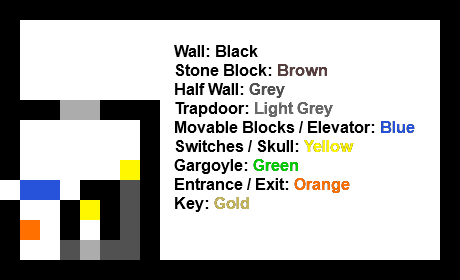 Wall: Black
Stone Block: Brown
Half Wall: Grey
Trapdoor: Light Grey
Movable Blocks / Elevator: Blue
Switches / Skull: Yellow
Gargoyle: Green
Entrance / Exit: Orange
Key: Gold